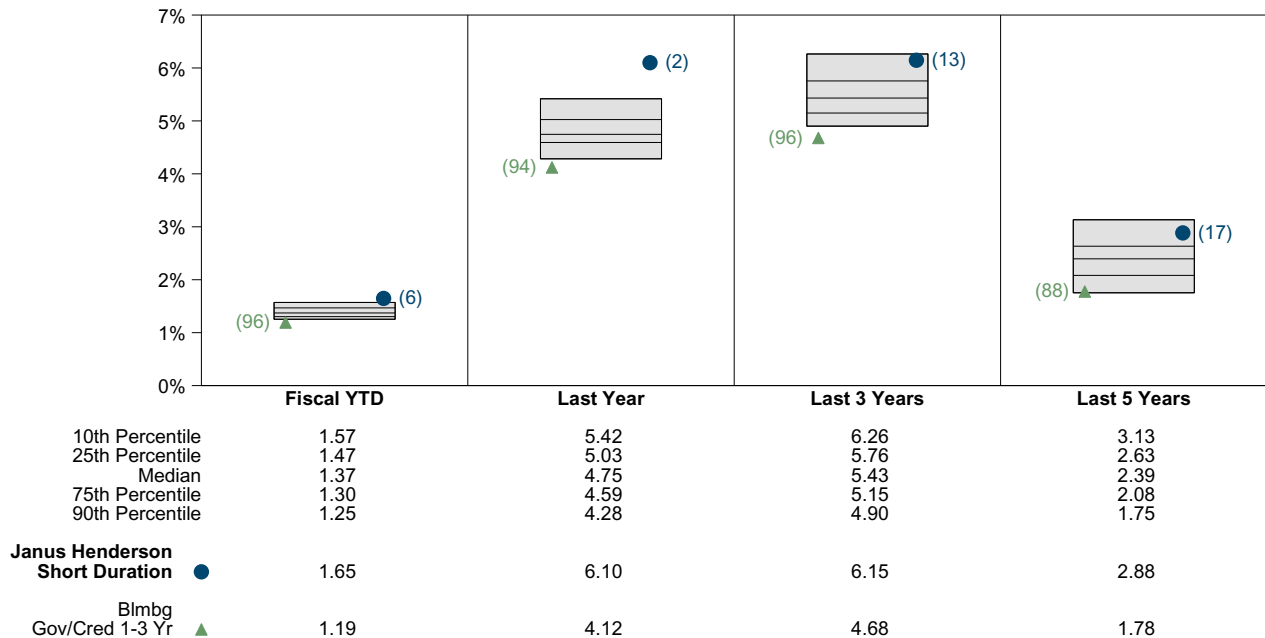 7%
6%
5%
4%
3%
2%
1%
0%
(6)
(96)
(2)
(94)
(13)
(96)
(17)
(88)
Fiscal YTD Last Year Last 3 Years Last 5 Years
10th Percentile 1.57 5.42 6.26 3.13
25th Percentile 1.47 5.03 5.76 2.63
Median 1.37 4.75 5.43 2.39
75th Percentile 1.30 4.59 5.15 2.08
90th Percentile 1.25 4.28 4.90 1.75
Janus Henderson
Short Duration 1.65 6.10 6.15 2.88
Blmbg
Gov/Cred 1-3 Yr 1.19 4.12 4.68 1.78